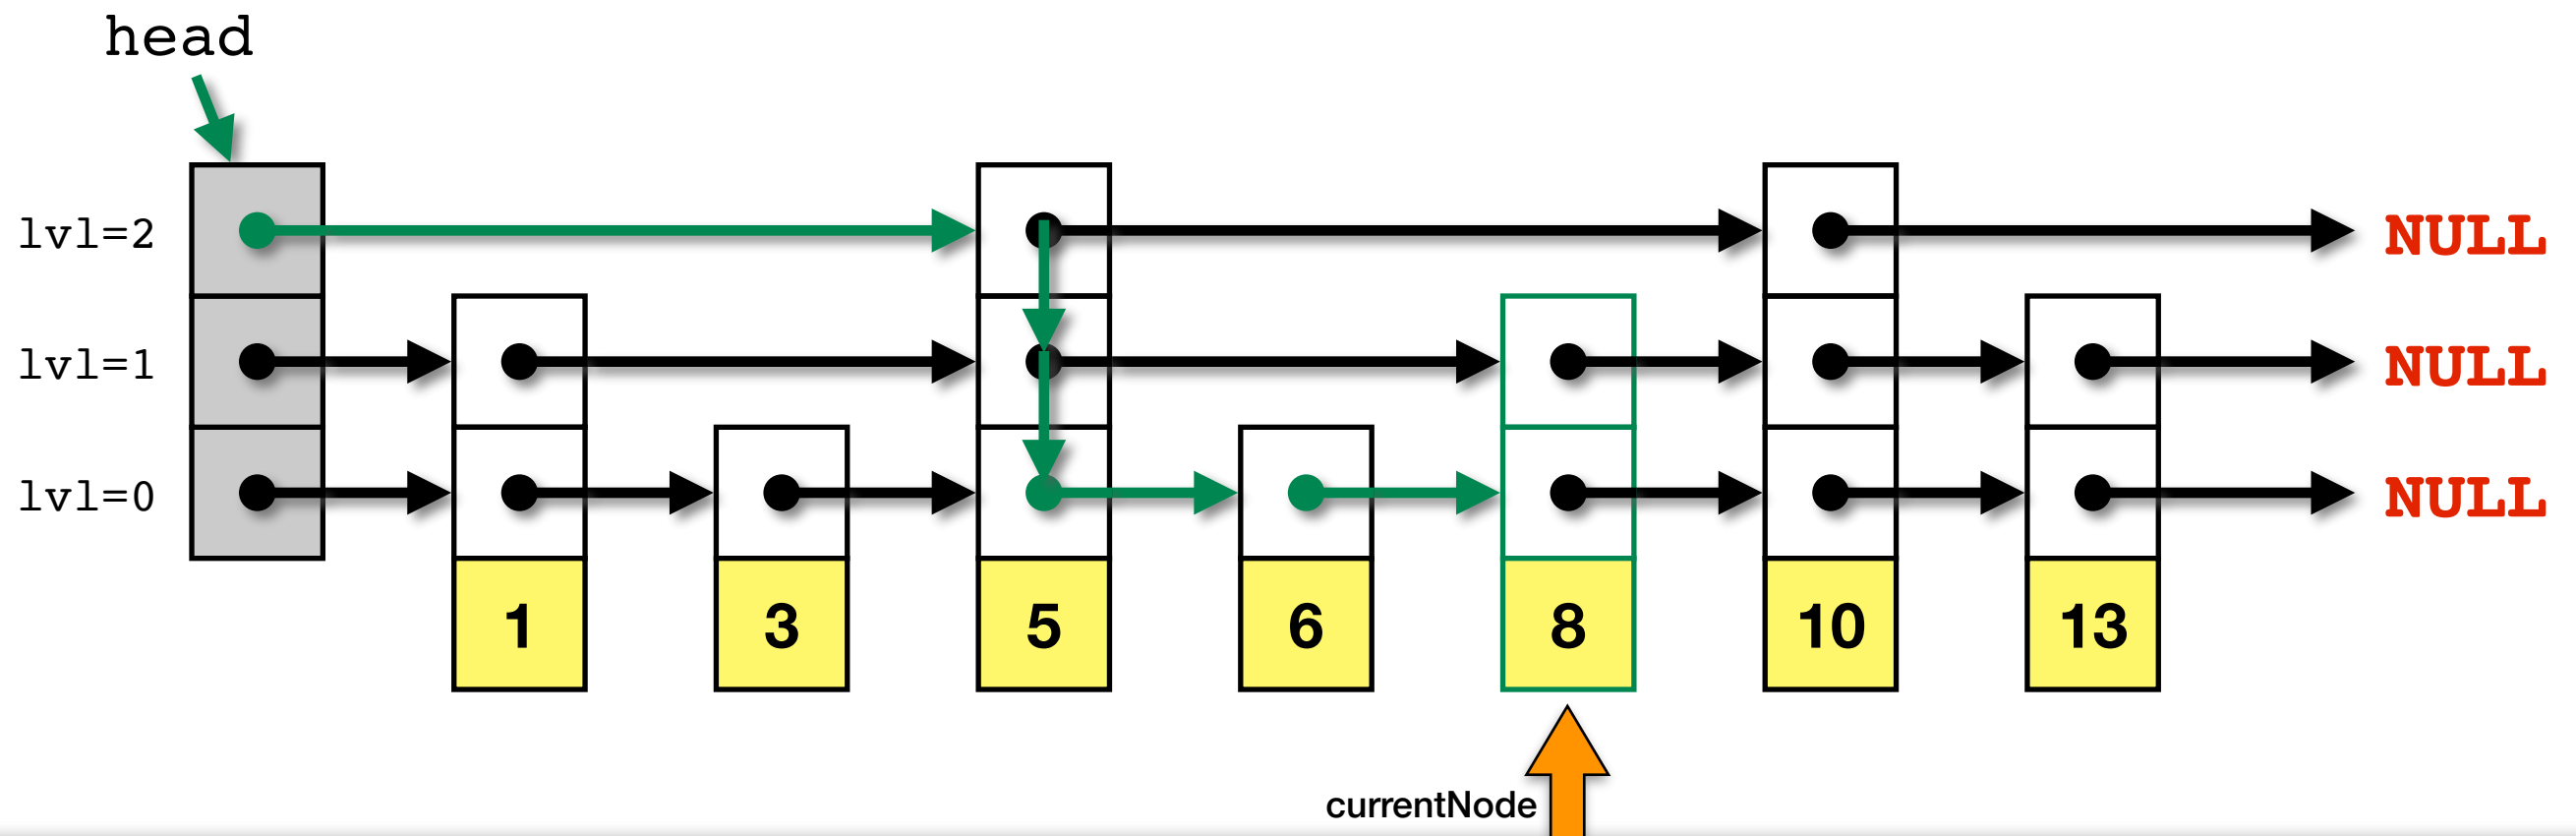 head
lvl=2 NULL
lvl=1 NULL
lvl=0 NULL
1 3 5 6 8 10 13
currentNode